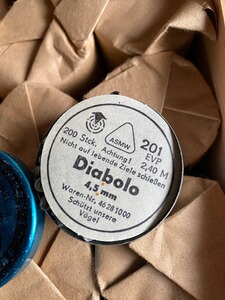 ASMW
201
EVP
2,40 M
200 Stck. Achtung!
Nicht auf lebende Ziele schießen
Diabolo
4,5 mm
Waren-Nr. 46 28 1000
Schützt unsere
Vögel